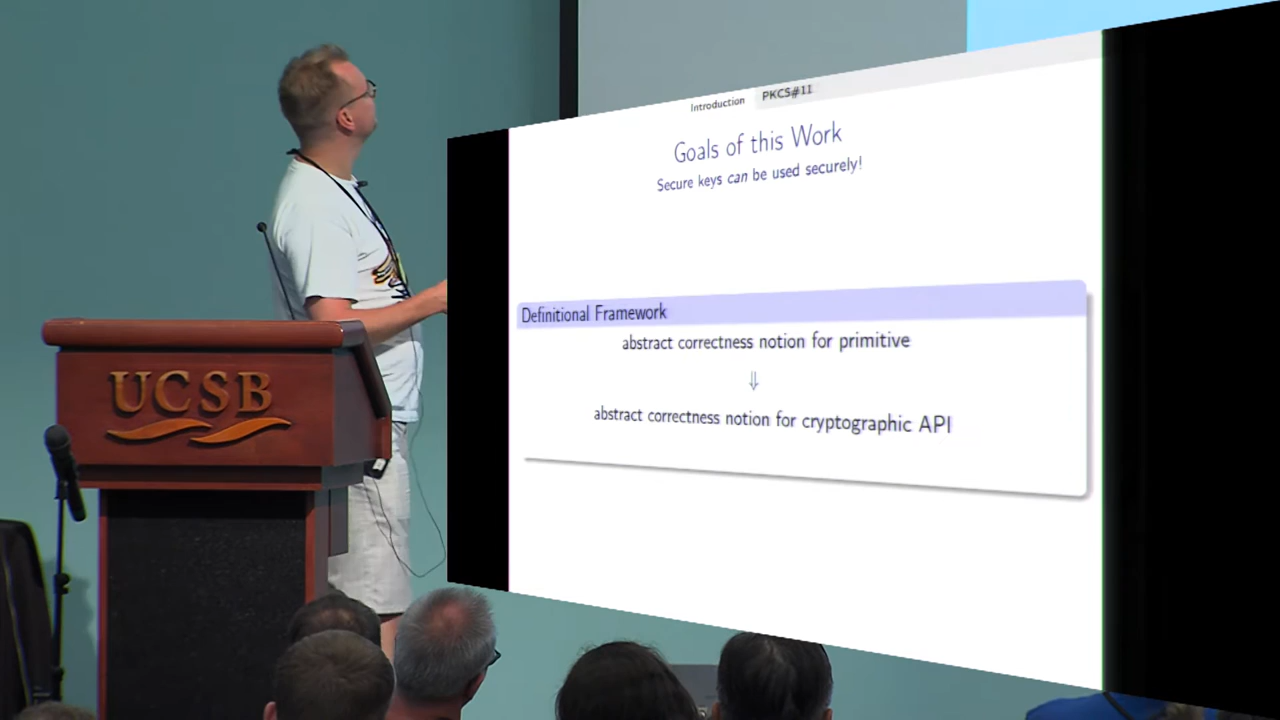 UCSB
Introduction PKCS#11
Goals of this Work
Secure keys can be used securely!
Definitional Framework
abstract correctness notion for primitive
⇓
abstract correctness notion for cryptographic API